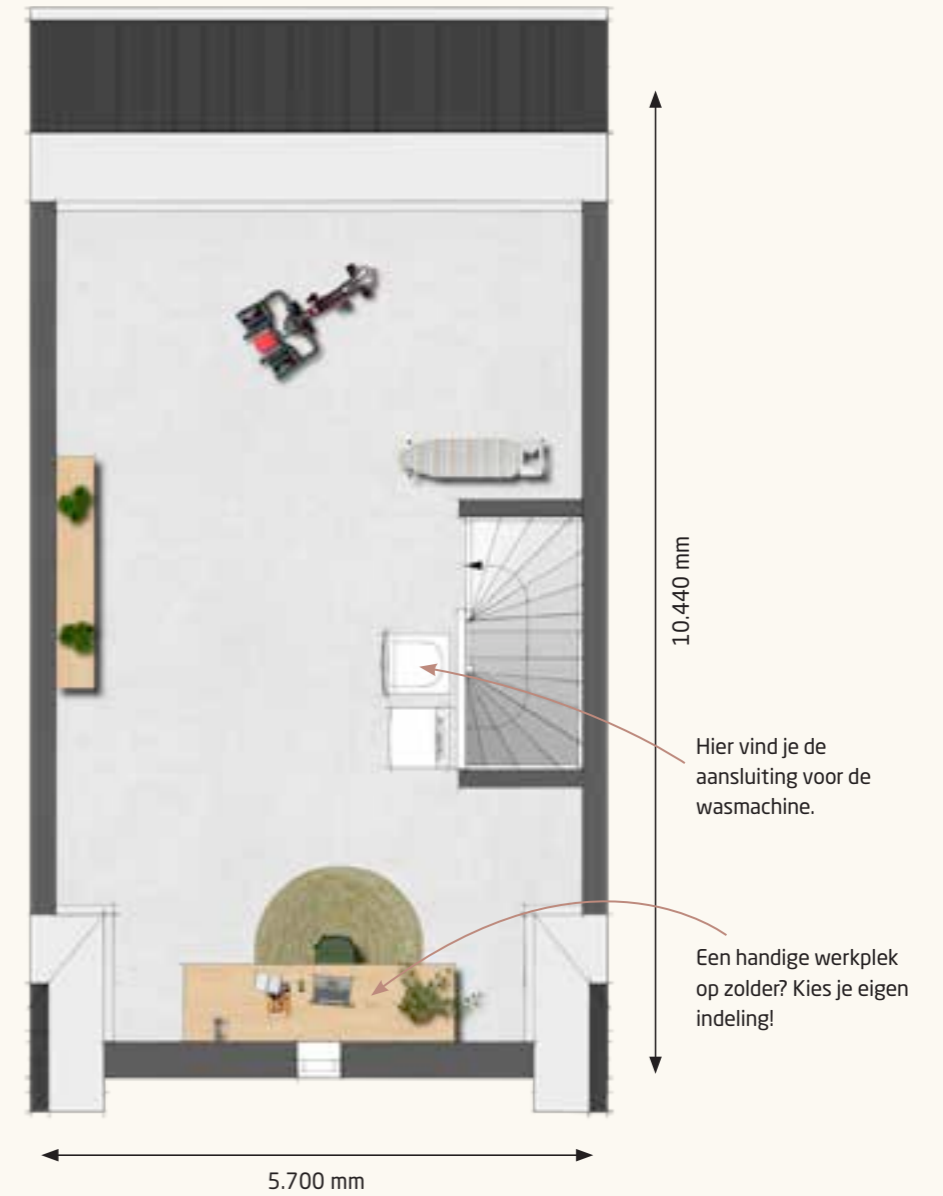 10.440 mm
Hier vind je de
aansluiting voor de
wasmachine.
Een handige werkplek
op zolder? Kies je eigen
indeling!
5.700 mm